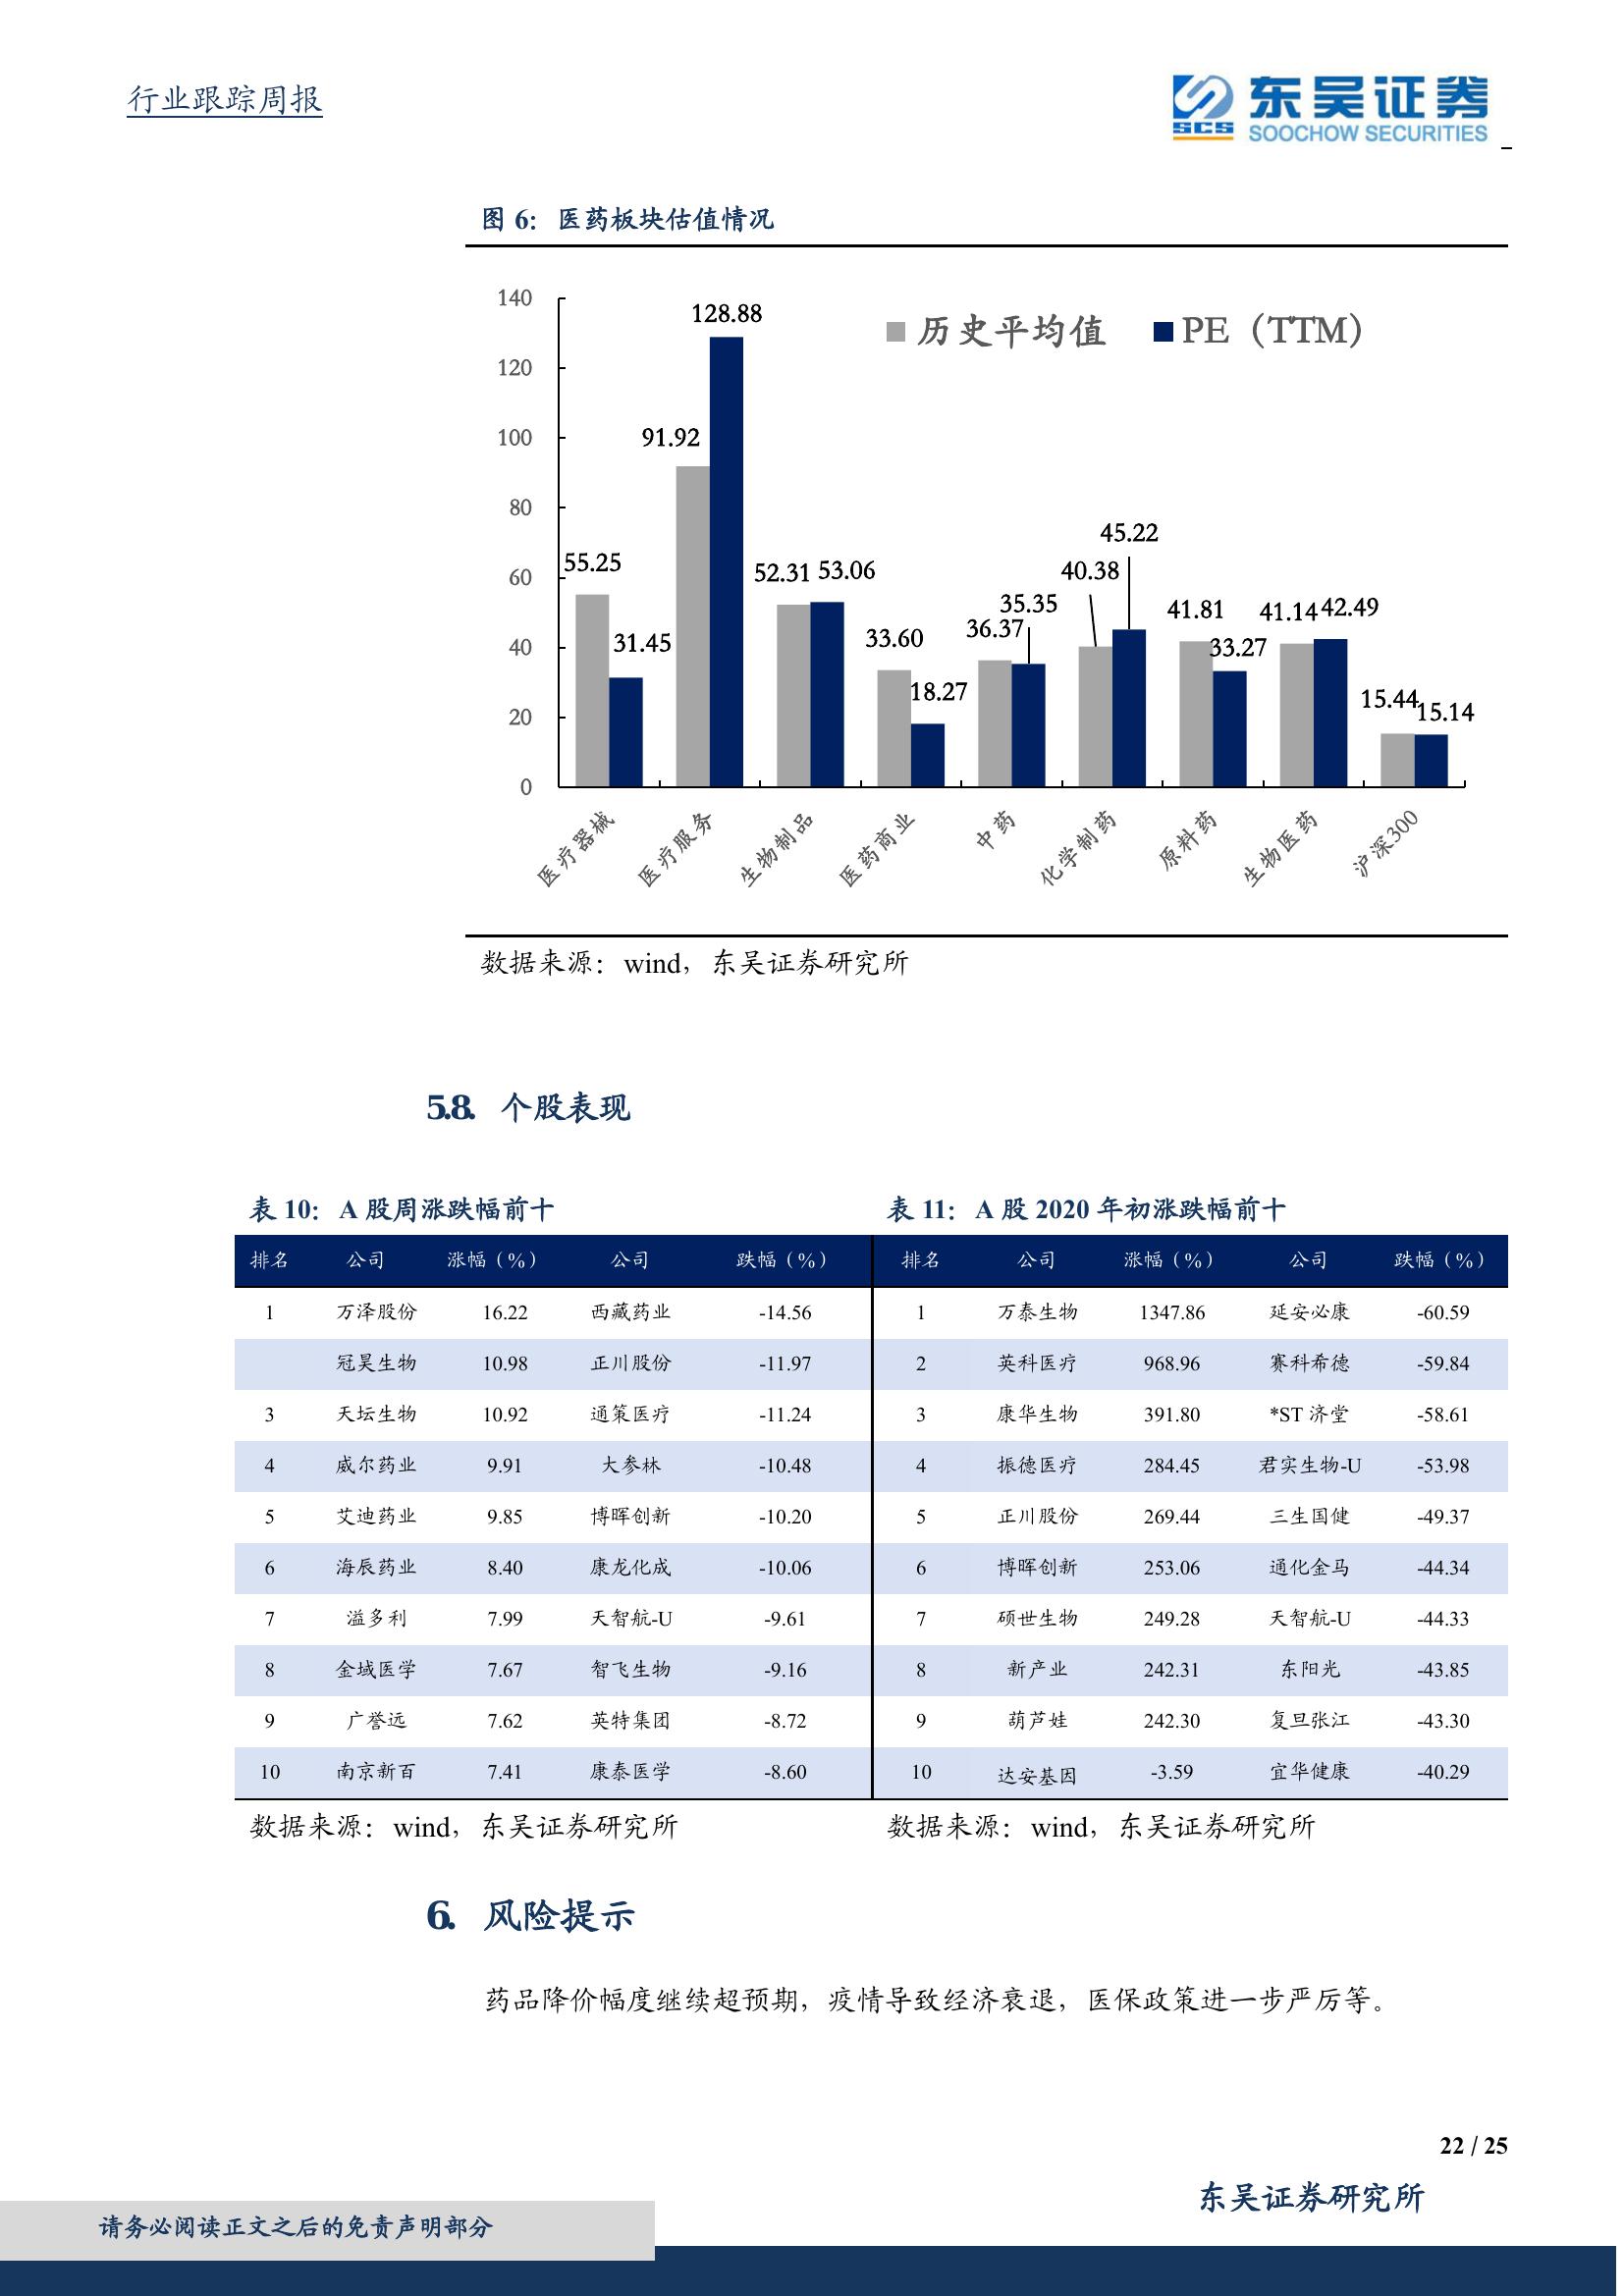 行业跟踪周报
SCS 东吴证券
SOOCHOW SECURITIES
图 6： 医药板块估值情况
历史平均值 PE（TTM）
140
120
100
80
60
40
20
0
55.25 31.45
91.92 128.88
52.31 53.06
33.60 18.27
36.37 35.35
40.38 45.22
41.81 33.27
41.14 42.49
15.44 15.14
医疗器械 医疗服务 生物制品 医药商业 中药 化学制药 原料药 生物医药 沪深300
数据来源：wind，东吴证券研究所
5.8. 个股表现
表 10： A 股周涨跌幅前十 表 11： A 股 2020 年初涨跌幅前十
排名 公司 涨幅（%） 公司 跌幅（%） 排名 公司 涨幅（%） 公司 跌幅（%）
1 万泽股份 16.22 西藏药业 -14.56 1 万泰生物 1347.86 延安必康 -60.59
冠昊生物 10.98 正川股份 -11.97 2 英科医疗 968.96 赛科希德 -59.84
3 天坛生物 10.92 通策医疗 -11.24 3 康华生物 391.80 *ST 济堂 -58.61
4 威尔药业 9.91 大参林 -10.48 4 振德医疗 284.45 君实生物-U -53.98
5 艾迪药业 9.85 博晖创新 -10.20 5 正川股份 269.44 三生国健 -49.37
6 海辰药业 8.40 康龙化成 -10.06 6 博晖创新 253.06 通化金马 -44.34
7 溢多利 7.99 天智航-U -9.61 7 硕世生物 249.28 天智航-U -44.33
8 金域医学 7.67 智飞生物 -9.16 8 新产业 242.31 东阳光 -43.85
9 广誉远 7.62 英特集团 -8.72 9 葫芦娃 242.30 复旦张江 -43.30
10 南京新百 7.41 康泰医学 -8.60 10 达安基因 -3.59 宜华健康 -40.29
数据来源：wind，东吴证券研究所 数据来源：wind，东吴证券研究所
6. 风险提示
药品降价幅度继续超预期，疫情导致经济衰退，医保政策进一步严厉等。
22 / 25
东吴证券研究所
请务必阅读正文之后的免责声明部分